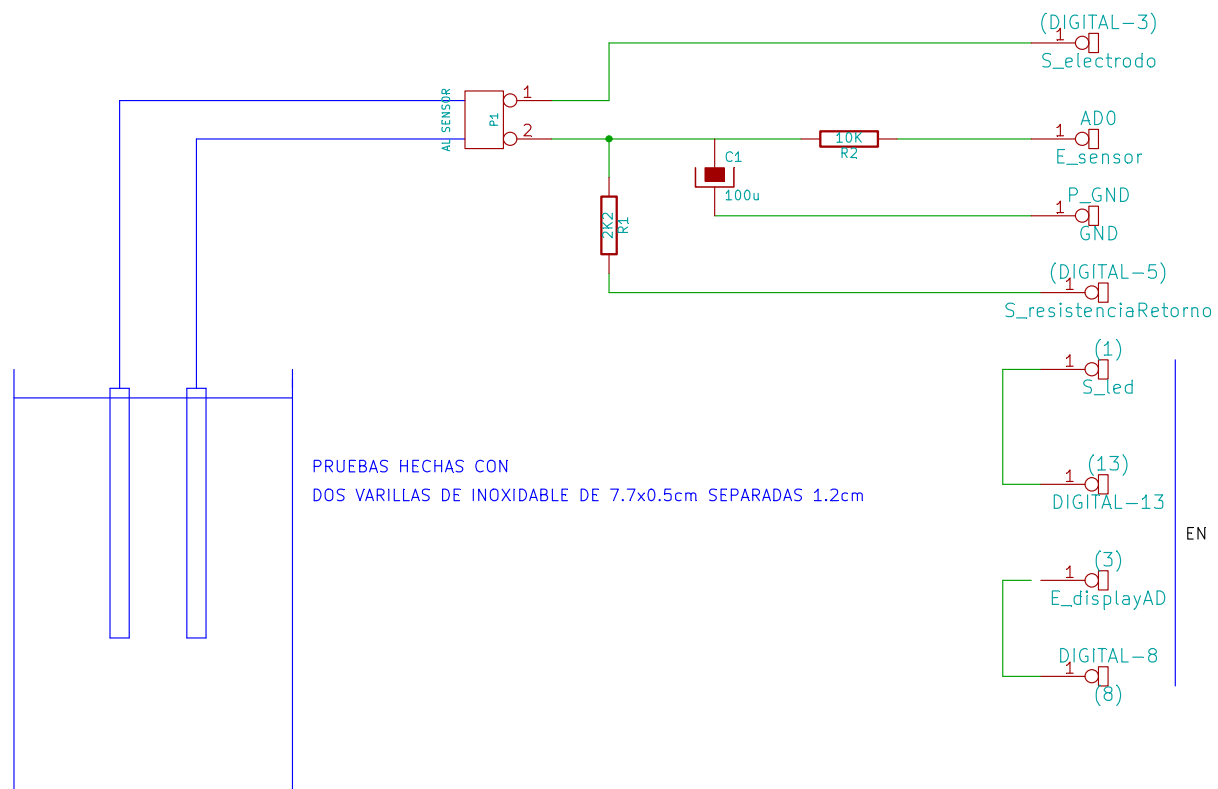 (DIGITAL-3)
1
S_electrodo
AL SENSOR
P1
1
2
10K
R2
AD0
1
E_sensor
C1
100u
P_GND
1
GND
2K2
R1
(DIGITAL-5)
1
S_resistenciaRetorno
(1)
1
S_led
PRUEBAS HECHAS CON
DOS VARILLAS DE INOXIDABLE DE 7.7x0.5cm SEPARADAS 1.2cm
(13)
1
DIGITAL-13
EN
(3)
1
E_displayAD
DIGITAL-8
1
(8)